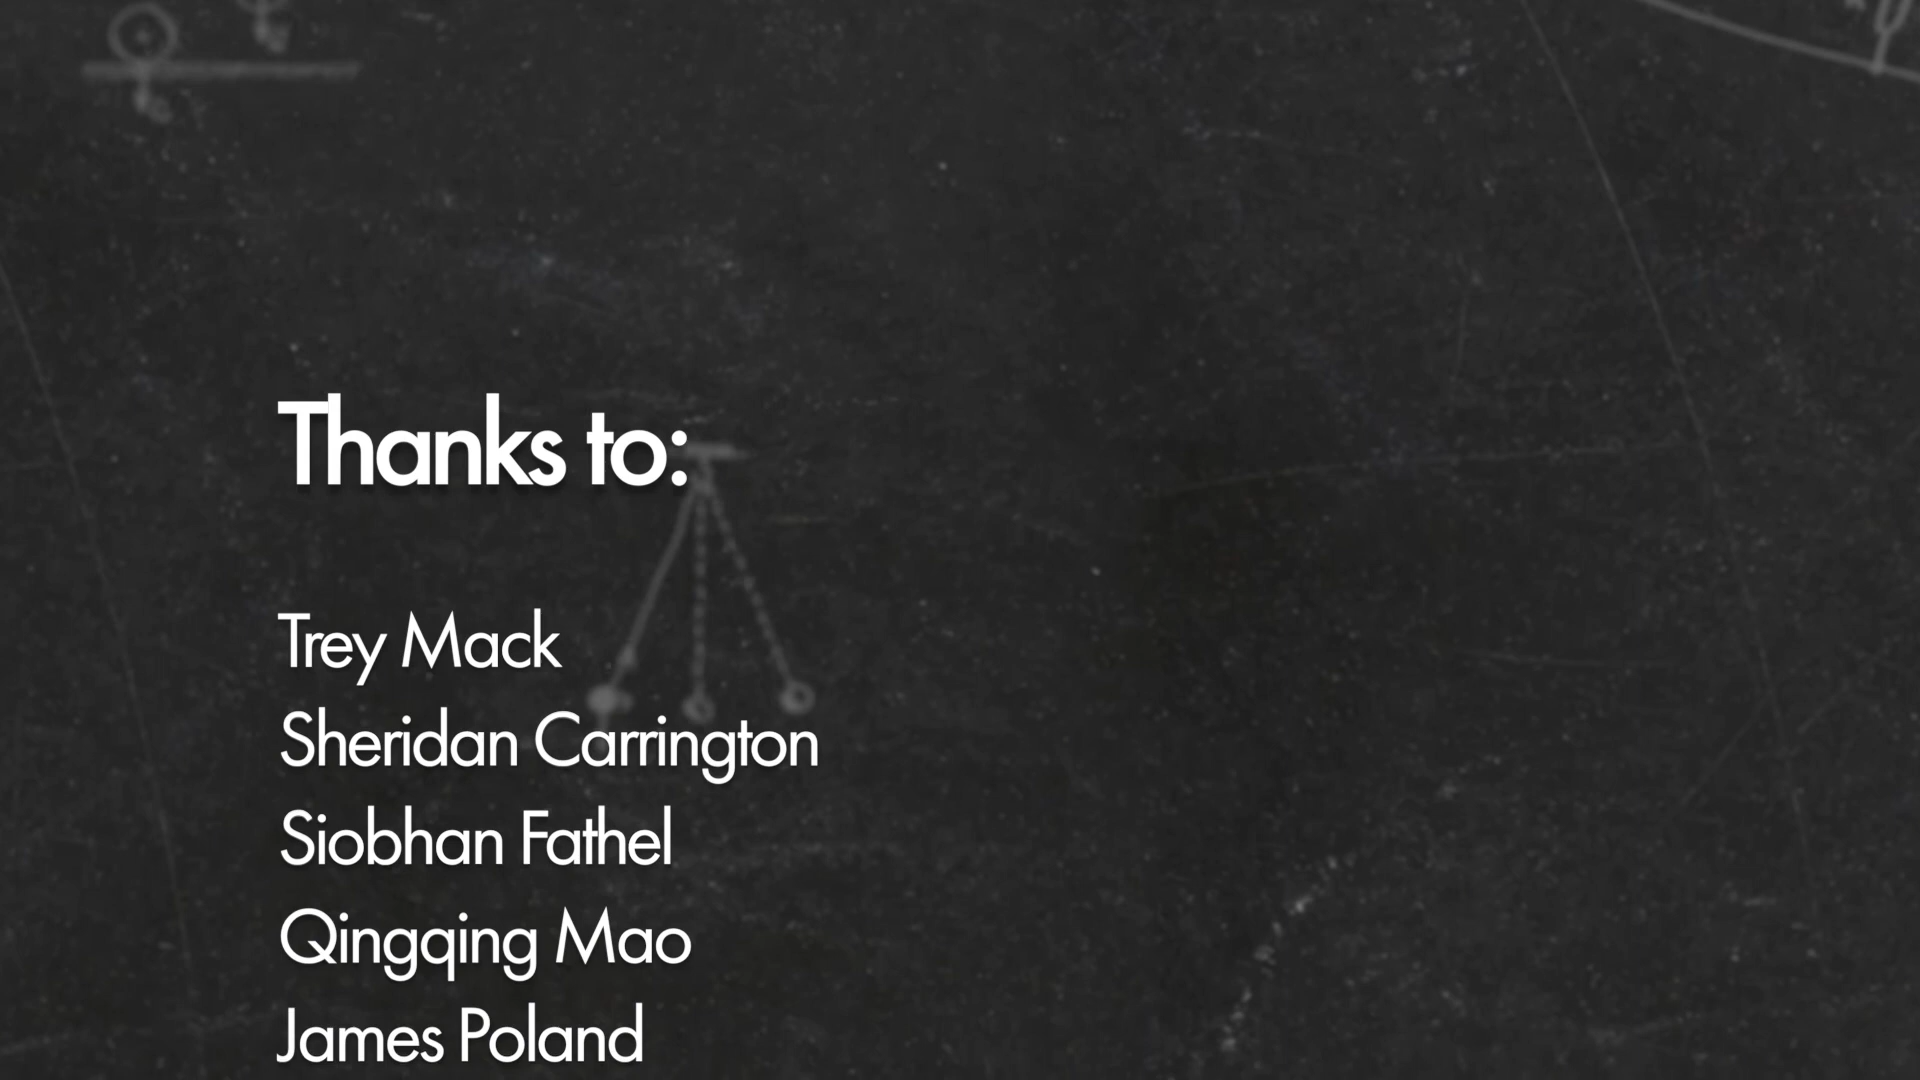 Thanks to:
Trey Mack
Sheridan Carrington
Siobhan Fathel
Qingqing Mao
James Poland